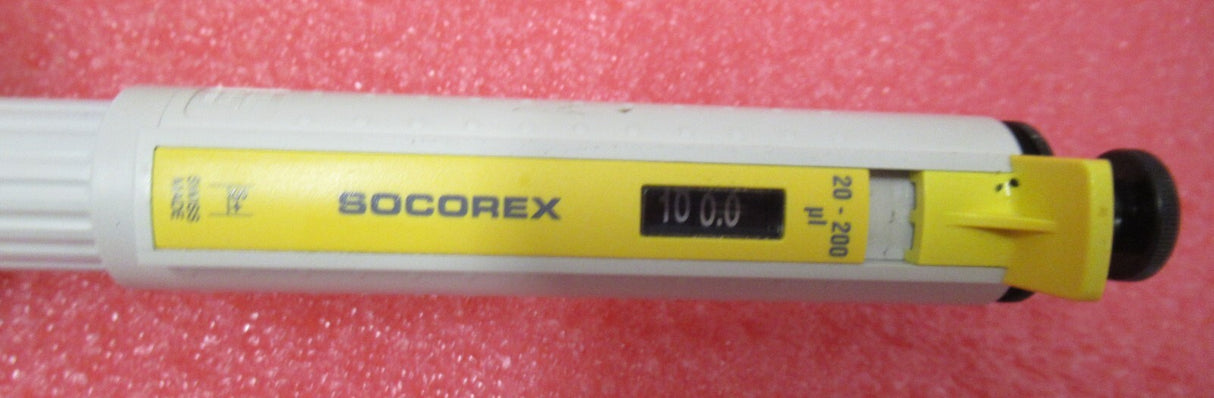 SWISS
MADE
SOCOREX
10 0.0
20 - 200
µl